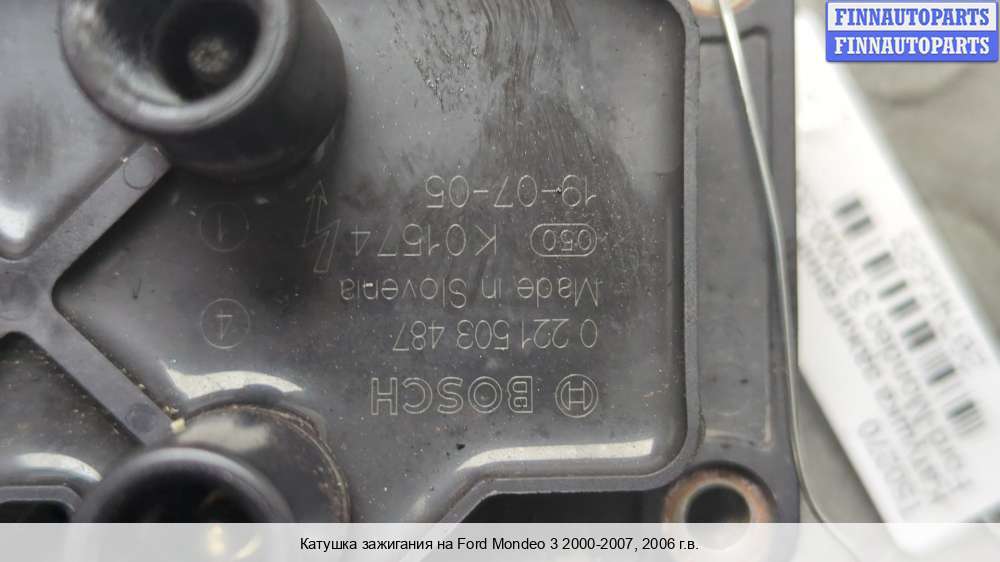 FINNAUTOPARTS
FINNAUTOPARTS
BOSCH
0 221 503 487
Made in Slovenia
050 K01574
19-07-05
4
1
Катушка зажигания на Ford Mondeo 3 2000-2007, 2006 г.в.